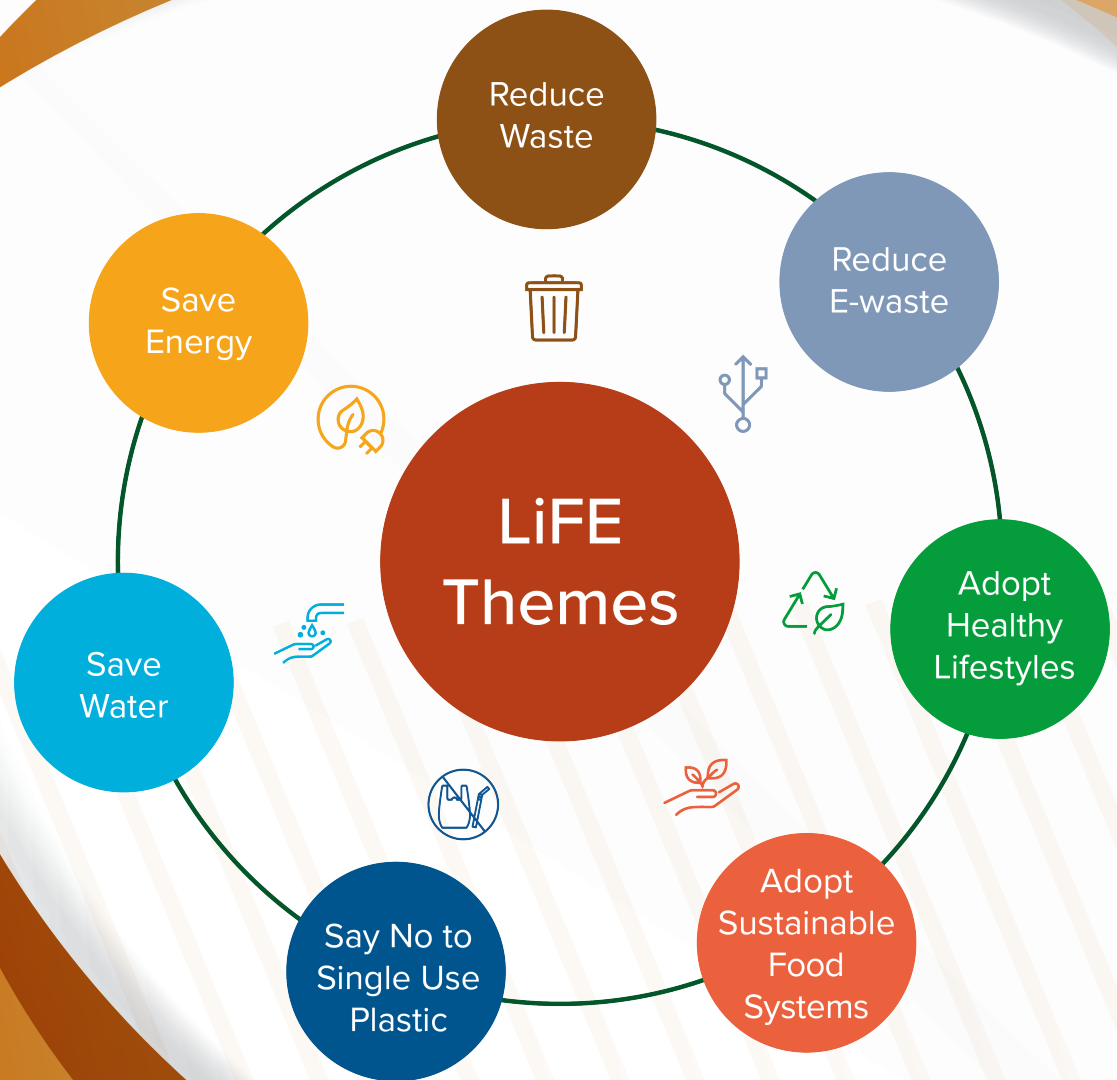 Reduce
Waste
Reduce
E-waste
Save
Energy
LiFE
Themes
Adopt
Healthy
Lifestyles
Save
Water
Adopt
Sustainable
Food
Systems
Say No to
Single Use
Plastic